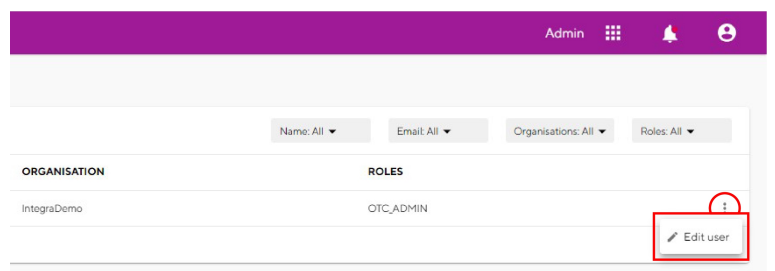 Admin
Name: All Email: All Organisations: All Roles: All
ORGANISATION ROLES
IntegraDemo OTC_ADMIN
Edit user